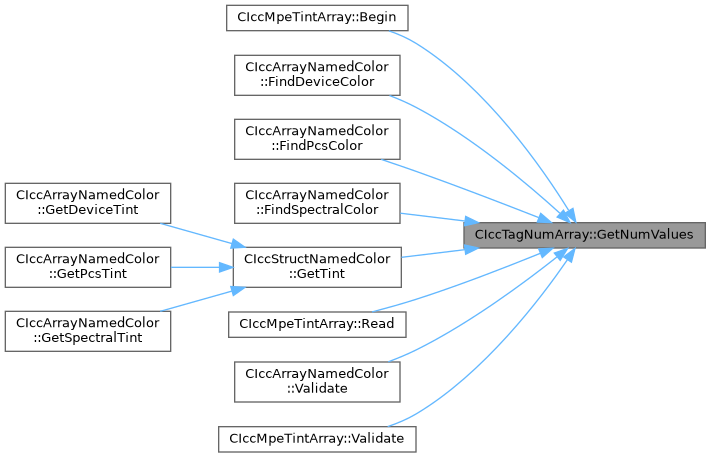 CIccMpeTintArray::Begin
CIccArrayNamedColor
::FindDeviceColor
CIccArrayNamedColor
::FindPcsColor
CIccArrayNamedColor
::GetDeviceTint
CIccArrayNamedColor
::FindSpectralColor
CIccTagNumArray::GetNumValues
CIccArrayNamedColor
::GetPcsTint
CIccStructNamedColor
::GetTint
CIccArrayNamedColor
::GetSpectralTint
CIccMpeTintArray::Read
CIccArrayNamedColor
::Validate
CIccMpeTintArray::Validate